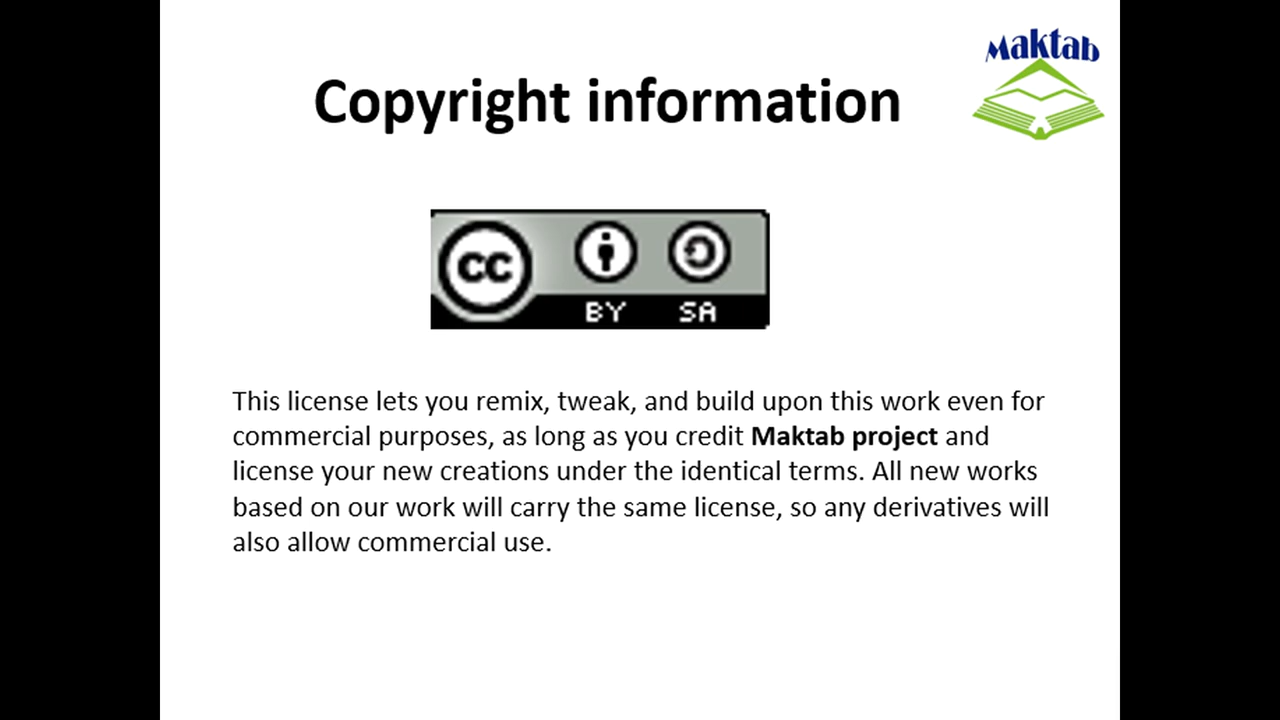 Maktab
Copyright information
CC
BY SA
This license lets you remix, tweak, and build upon this work even for
commercial purposes, as long as you credit Maktab project and
license your new creations under the identical terms. All new works
based on our work will carry the same license, so any derivatives will
also allow commercial use.